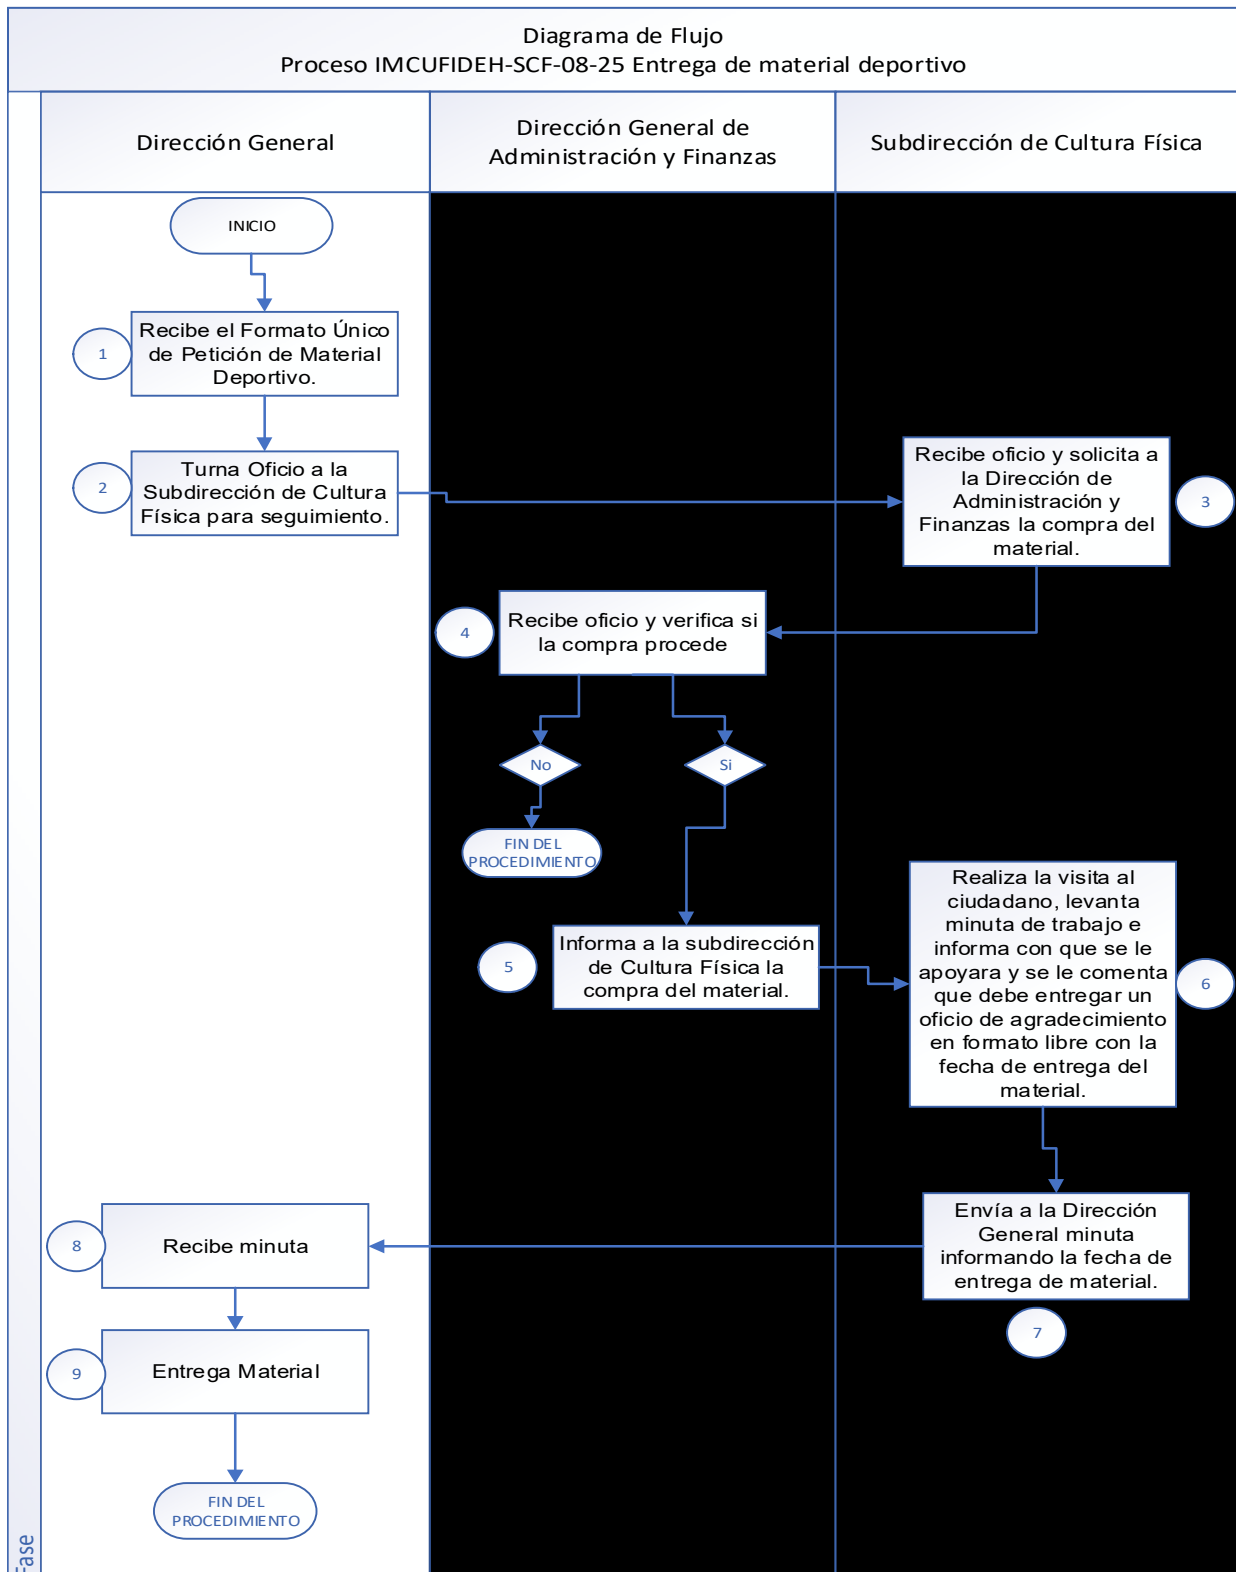 Diagrama de Flujo
Proceso IMCUFIDEH-SCF-08-25 Entrega de material deportivo
Dirección General
Dirección General de
Administración y Finanzas
Subdirección de Cultura Física
INICIO
1
Recibe el Formato Único
de Petición de Material
Deportivo.
2
Turna Oficio a la
Subdirección de Cultura
Física para seguimiento.
Recibe oficio y solicita a
la Dirección de
Administración y
Finanzas la compra del
material.
3
4
Recibe oficio y verifica si
la compra procede
No
Si
FIN DEL
PROCEDIMIENTO
5
Informa a la subdirección
de Cultura Física la
compra del material.
Realiza la visita al
ciudadano, levanta
minuta de trabajo e
informa con que se le
apoyara y se le comenta
que debe entregar un
oficio de agradecimiento
en formato libre con la
fecha de entrega del
material.
6
Envía a la Dirección
General minuta
informando la fecha de
entrega de material.
7
8
Recibe minuta
9
Entrega Material
FIN DEL
PROCEDIMIENTO
Fase